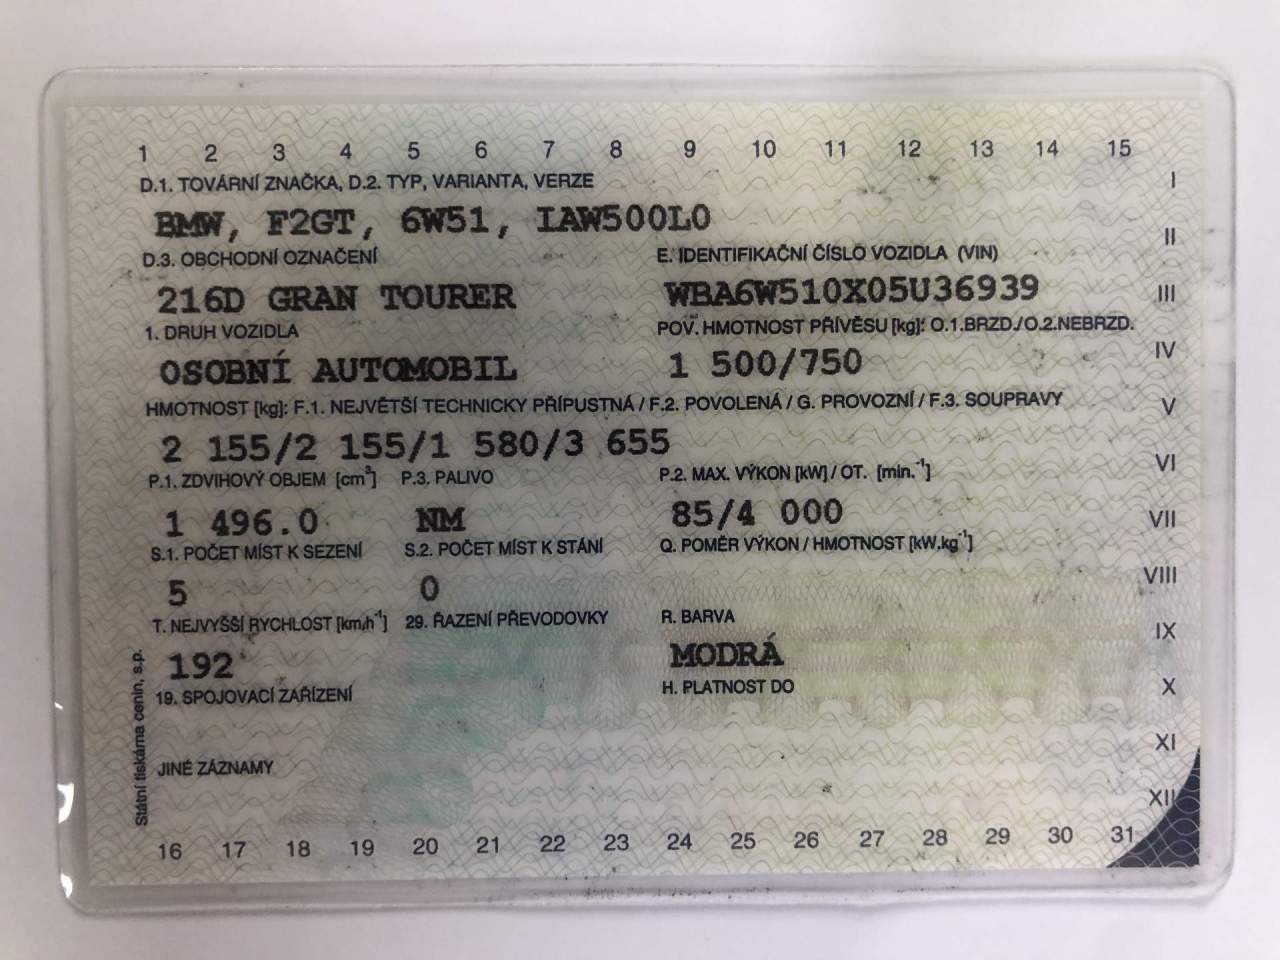 1 2 3 4 5 6 7 8 9 10 11 12 13 14 15
D.1. TOVÁRNÍ ZNAČKA, D.2. TYP, VARIANTA, VERZE I
BMW, F2GT, 6W51, IAW500L0
II
D.3. OBCHODNÍ OZNAČENÍ E. IDENTIFIKAČNÍ ČÍSLO VOZIDLA (VIN)
216D GRAN TOURER WBA6W510X05U36939 III
1. DRUH VOZIDLA POV. HMOTNOST PŘÍVĚSU [kg]: O.1.BRZD./O.2.NEBRZD.
OSOBNÍ AUTOMOBIL 1 500/750 IV
HMOTNOST [kg]: F.1. NEJVĚTŠÍ TECHNICKY PŘÍPUSTNÁ / F.2. POVOLENÁ / G. PROVOZNÍ / F.3. SOUPRAVY V
2 155/2 155/1 580/3 655
P.1. ZDVIHOVÝ OBJEM [cm³] P.3. PALIVO P.2. MAX. VÝKON [kW] / OT. [min.⁻¹] VI
1 496.0 NM 85/4 000 VII
S.1. POČET MÍST K SEZENÍ S.2. POČET MÍST K STÁNÍ Q. POMĚR VÝKON / HMOTNOST [kW.kg⁻¹]
5 0 VIII
T. NEJVYŠŠÍ RYCHLOST [km.h⁻¹] 29. ŘAZENÍ PŘEVODOVKY R. BARVA IX
192 MODRÁ
19. SPOJOVACÍ ZAŘÍZENÍ H. PLATNOST DO X
XI
JINÉ ZÁZNAMY
XII
Státní tiskárna cenin, s.p.
16 17 18 19 20 21 22 23 24 25 26 27 28 29 30 31